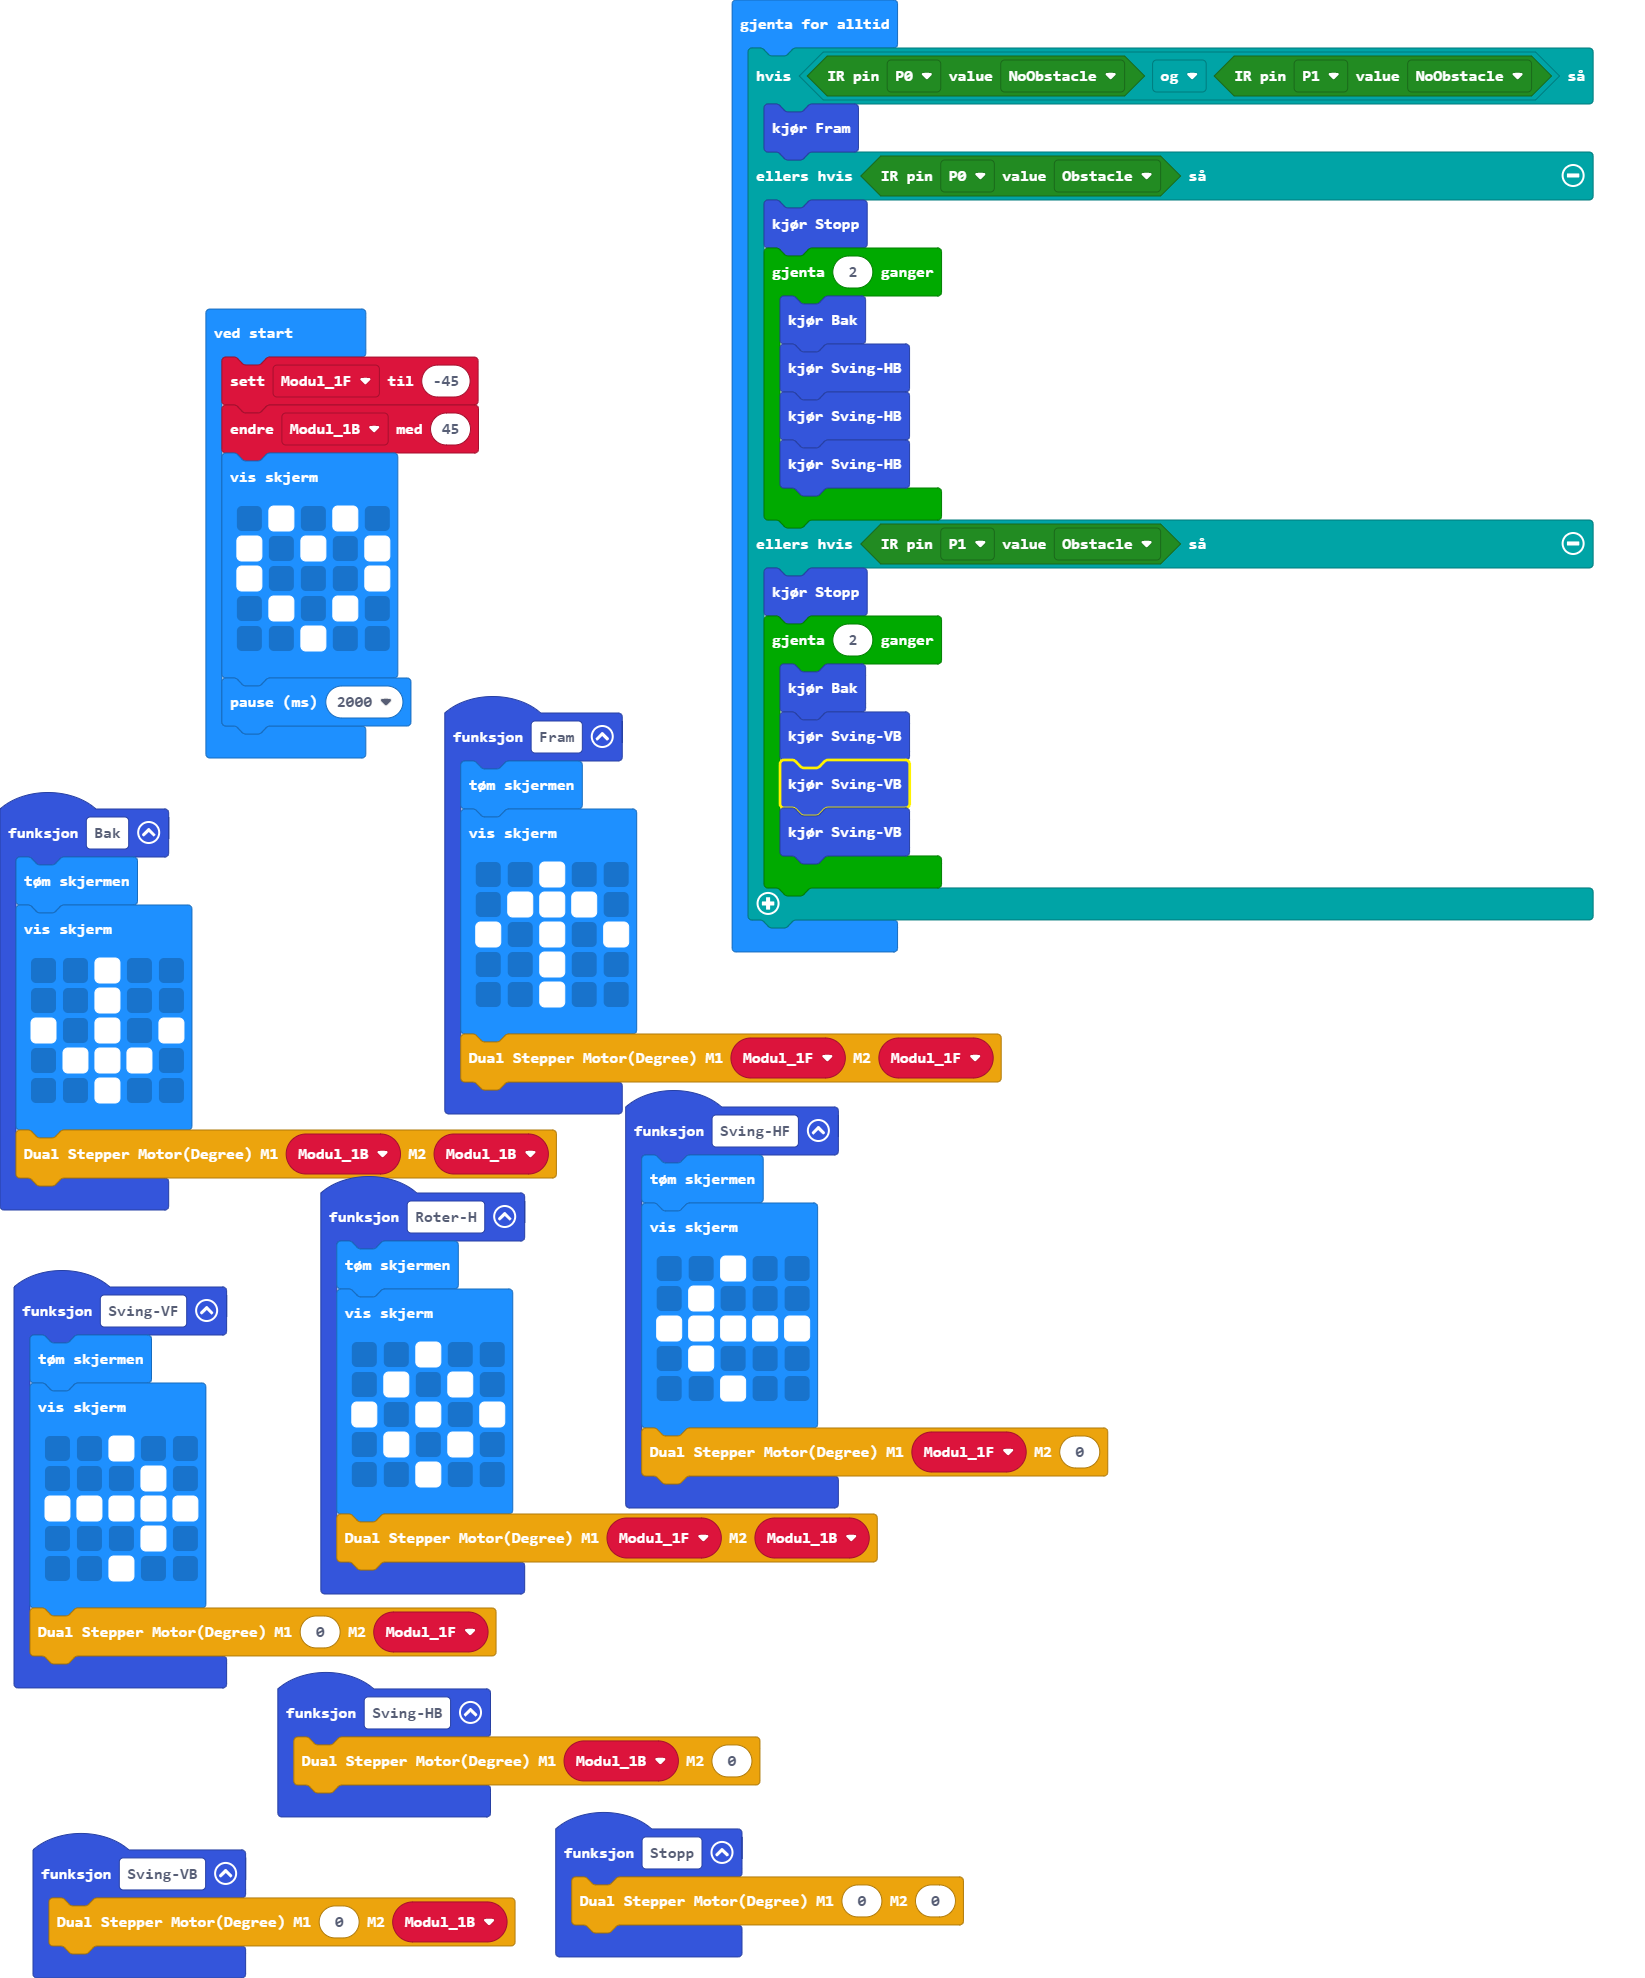 gjenta for alltid
hvis IR pin P0 value NoObstacle og IR pin P1 value NoObstacle så
kjør Fram
ellers hvis IR pin P0 value Obstacle så
kjør Stopp
gjenta 2 ganger
kjør Bak
kjør Sving-HB
kjør Sving-HB
kjør Sving-HB
ellers hvis IR pin P1 value Obstacle så
kjør Stopp
gjenta 2 ganger
kjør Bak
kjør Sving-VB
kjør Sving-VB
kjør Sving-VB
ved start
sett Modul_1F til -45
endre Modul_1B med 45
vis skjerm
pause (ms) 2000
funksjon Fram
tøm skjermen
vis skjerm
Dual Stepper Motor(Degree) M1 Modul_1F M2 Modul_1F
funksjon Bak
tøm skjermen
vis skjerm
Dual Stepper Motor(Degree) M1 Modul_1B M2 Modul_1B
funksjon Sving-HF
tøm skjermen
vis skjerm
Dual Stepper Motor(Degree) M1 Modul_1F M2 0
funksjon Roter-H
tøm skjermen
vis skjerm
Dual Stepper Motor(Degree) M1 Modul_1F M2 Modul_1B
funksjon Sving-VF
tøm skjermen
vis skjerm
Dual Stepper Motor(Degree) M1 0 M2 Modul_1F
funksjon Sving-HB
Dual Stepper Motor(Degree) M1 Modul_1B M2 0
funksjon Stopp
Dual Stepper Motor(Degree) M1 0 M2 0
funksjon Sving-VB
Dual Stepper Motor(Degree) M1 0 M2 Modul_1B